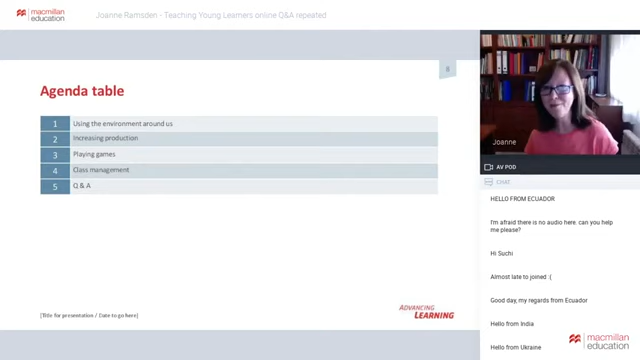 macmillan
education
Joanne Ramsden - Teaching Young Learners online Q&A repeated
8
Agenda table
1 Using the environment around us
2 Increasing production
3 Playing games
4 Class management
5 Q & A
[Title for presentation / Date to go here]
ADVANCING
LEARNING
Joanne
AV POD
CHAT
HELLO FROM ECUADOR
I'm afraid there is no audio here. can you help
me please?
Hi Suchi
Almost late to joined :(
Good day, my regards from Ecuador
Hello from India
Hello from Ukraine
macmillan
education